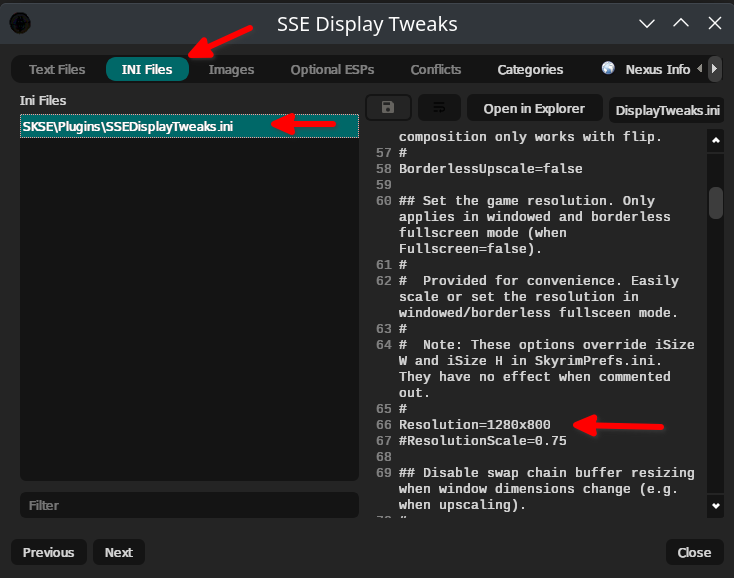 SSE Display Tweaks
Text Files
INI Files
Images
Optional ESPs
Conflicts
Categories
Nexus Info
Ini Files
SKSE\Plugins\SSEDisplayTweaks.ini
Filter
Open in Explorer
DisplayTweaks.ini
composition only works with flip.
57 #
58 BorderlessUpscale=false
59
60 ## Set the game resolution. Only
applies in windowed and borderless
fullscreen mode (when
Fullscreen=false).
61 #
62 #  Provided for convenience. Easily
scale or set the resolution in
windowed/borderless fullsceen mode.
63 #
64 #  Note: These options override iSize
W and iSize H in SkyrimPrefs.ini.
They have no effect when commented
out.
65 #
66 Resolution=1280x800
67 #ResolutionScale=0.75
68
69 ## Disable swap chain buffer resizing
when window dimensions change (e.g.
when upscaling).
Previous
Next
Close